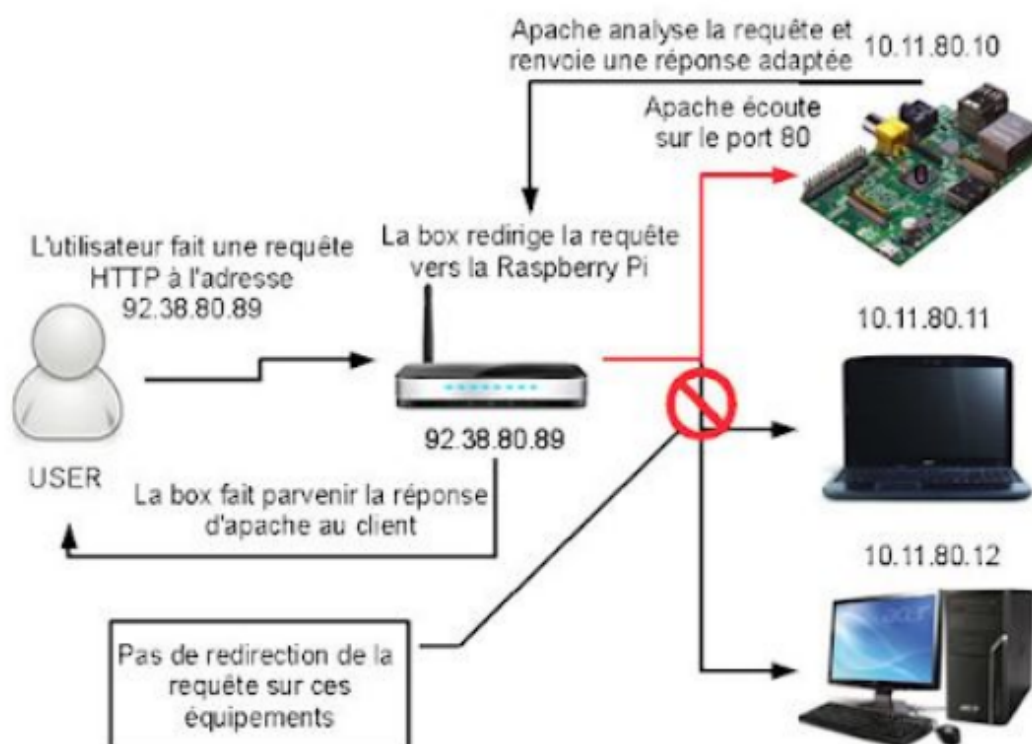 Apache analyse la requête et
renvoie une réponse adaptée
10.11.80.10
Apache écoute
sur le port 80
L'utilisateur fait une requête
HTTP à l'adresse
92.38.80.89
La box redirige la requête
vers la Raspberry Pi
10.11.80.11
92.38.80.89
USER
La box fait parvenir la réponse
d'apache au client
10.11.80.12
Pas de redirection de la
requête sur ces
équipements